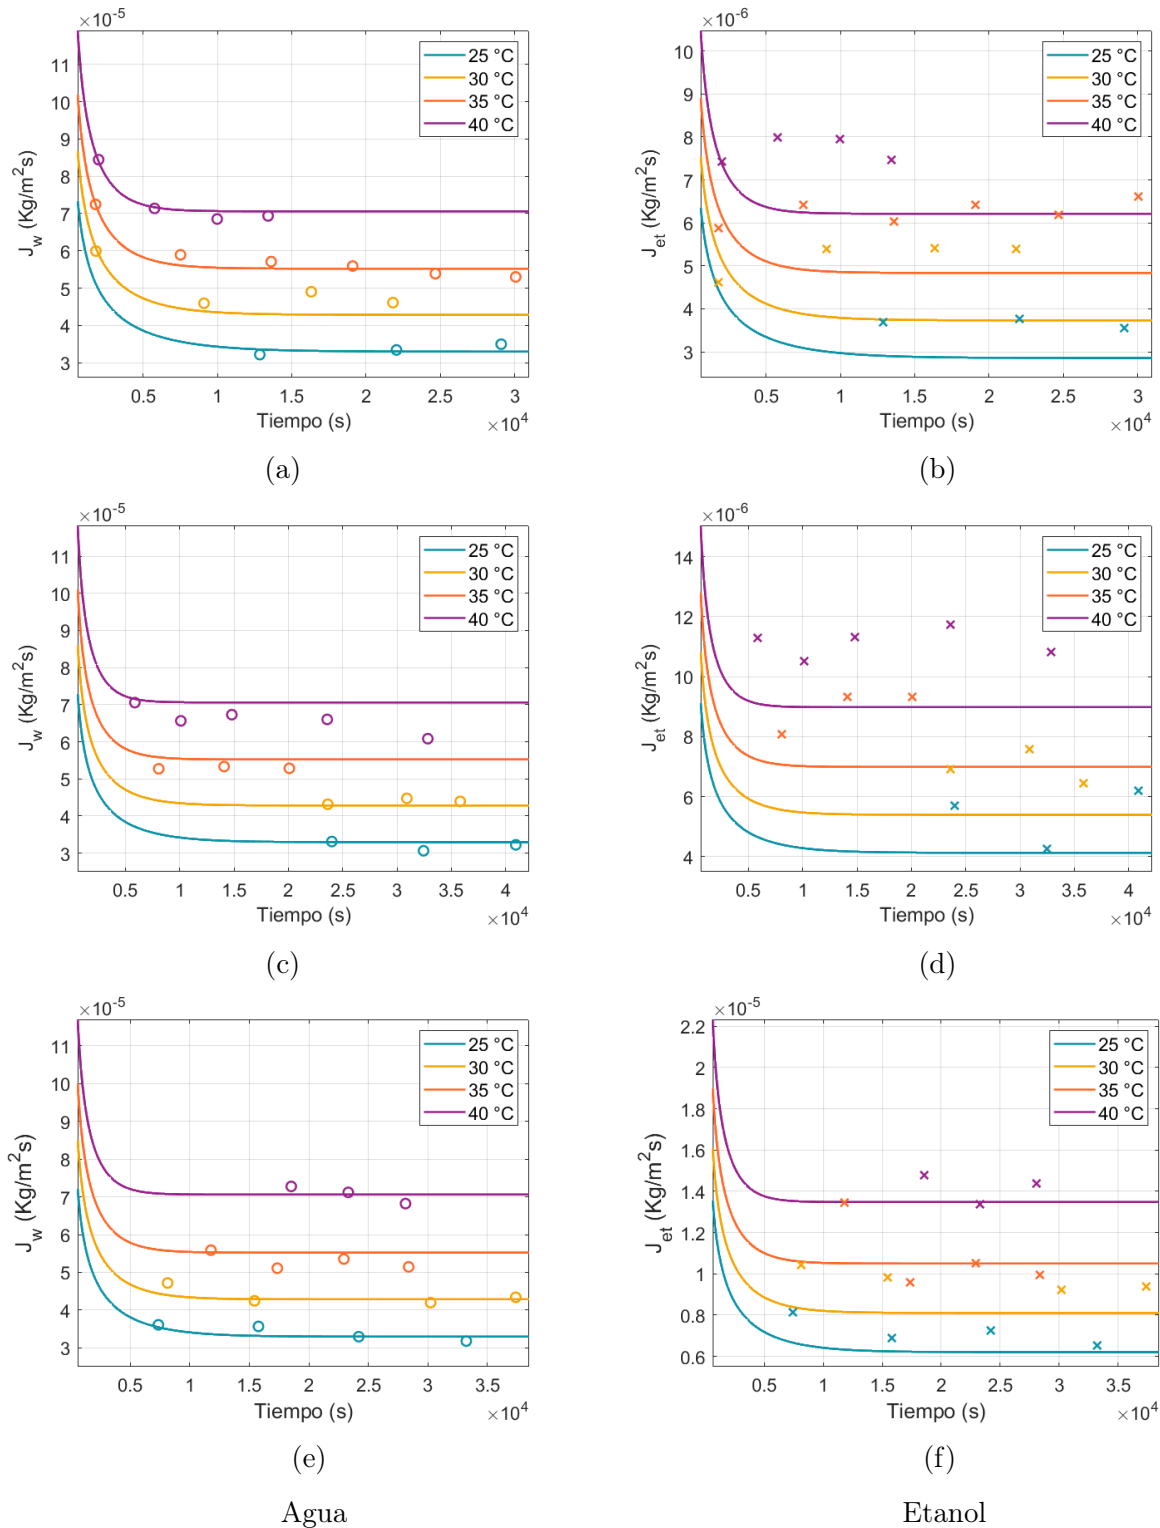 ×10⁻⁵
11
10
9
8
7
6
5
4
3
J_w (Kg/m²s)
25 °C
30 °C
35 °C
40 °C
0.5 1 1.5 2 2.5 3
Tiempo (s)
×10⁴
(a)
×10⁻⁶
10
9
8
7
6
5
4
3
J_et (Kg/m²s)
25 °C
30 °C
35 °C
40 °C
0.5 1 1.5 2 2.5 3
Tiempo (s)
×10⁴
(b)
×10⁻⁵
11
10
9
8
7
6
5
4
3
J_w (Kg/m²s)
25 °C
30 °C
35 °C
40 °C
0.5 1 1.5 2 2.5 3 3.5 4
Tiempo (s)
×10⁴
(c)
×10⁻⁶
14
12
10
8
6
4
J_et (Kg/m²s)
25 °C
30 °C
35 °C
40 °C
0.5 1 1.5 2 2.5 3 3.5 4
Tiempo (s)
×10⁴
(d)
×10⁻⁵
11
10
9
8
7
6
5
4
3
J_w (Kg/m²s)
25 °C
30 °C
35 °C
40 °C
0.5 1 1.5 2 2.5 3 3.5
Tiempo (s)
×10⁴
(e)
×10⁻⁵
2.2
2
1.8
1.6
1.4
1.2
1
0.8
0.6
J_et (Kg/m²s)
25 °C
30 °C
35 °C
40 °C
0.5 1 1.5 2 2.5 3 3.5
Tiempo (s)
×10⁴
(f)
Agua
Etanol